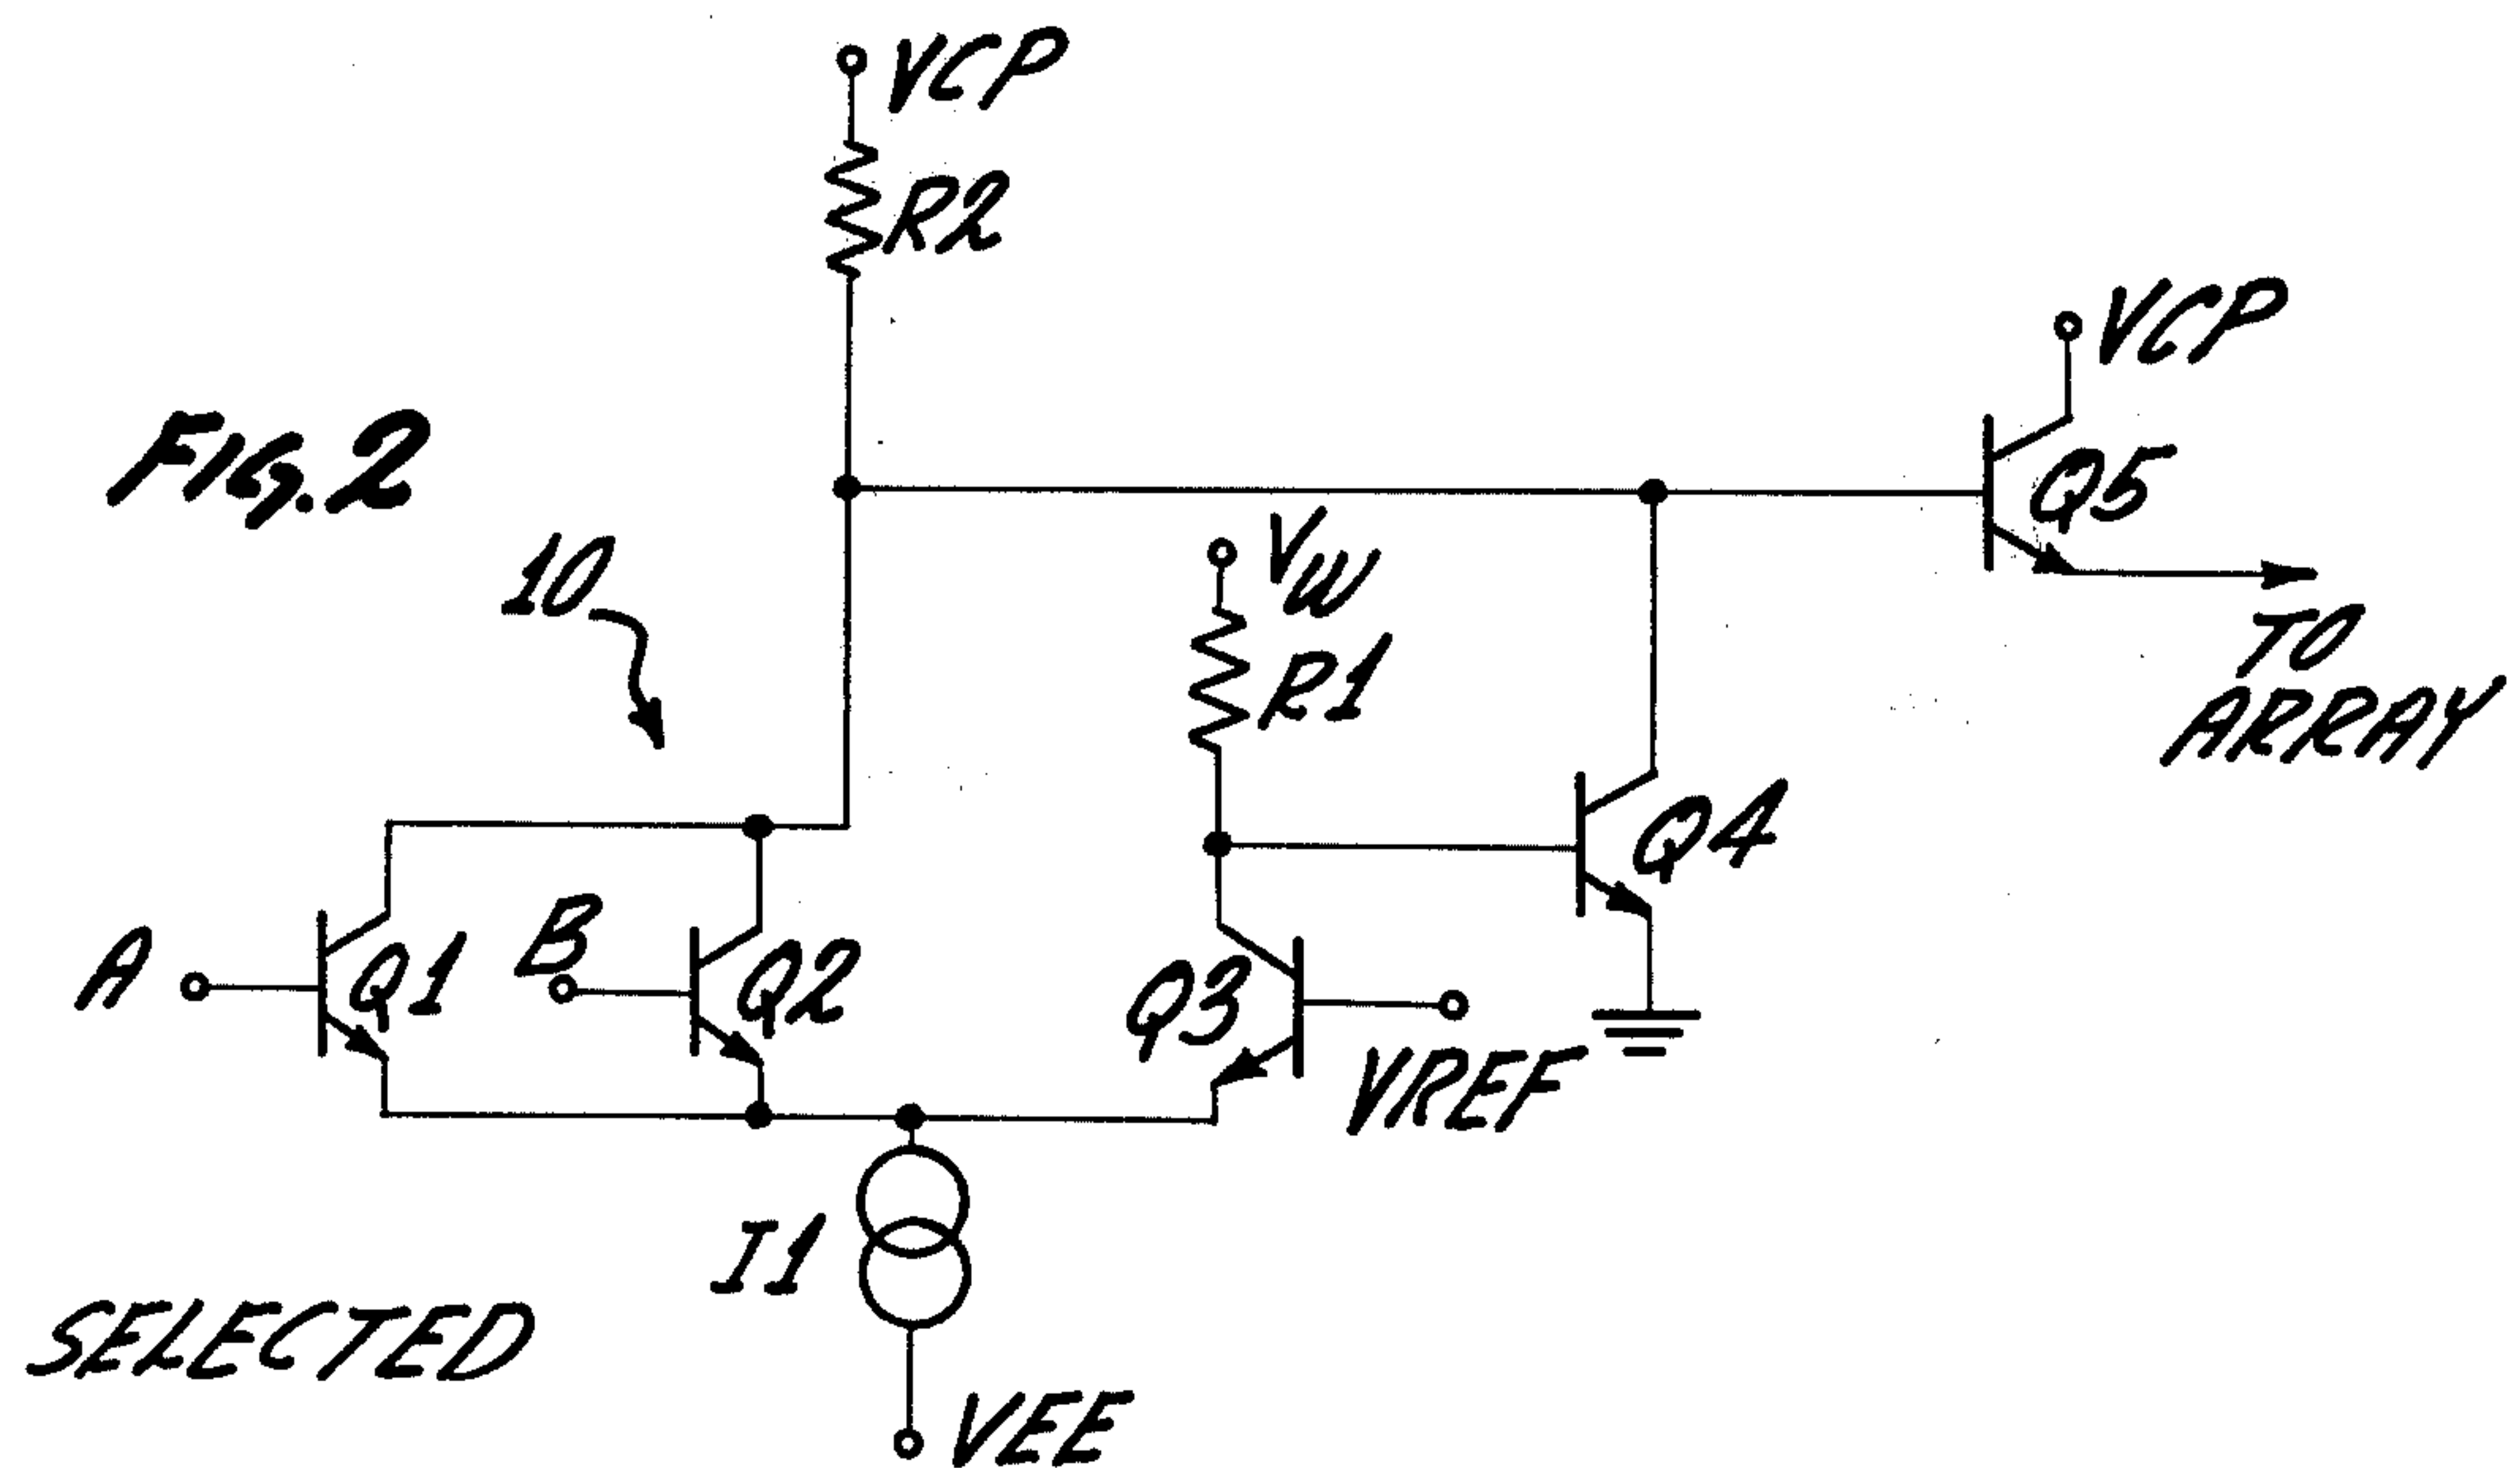 VCP
R2
VCP
FIG. 2
Q5
VW
10
TO
ARRAY
R1
Q4
A
Q1
B
Q2
Q3
VREF
I1
SELECTED
VEE